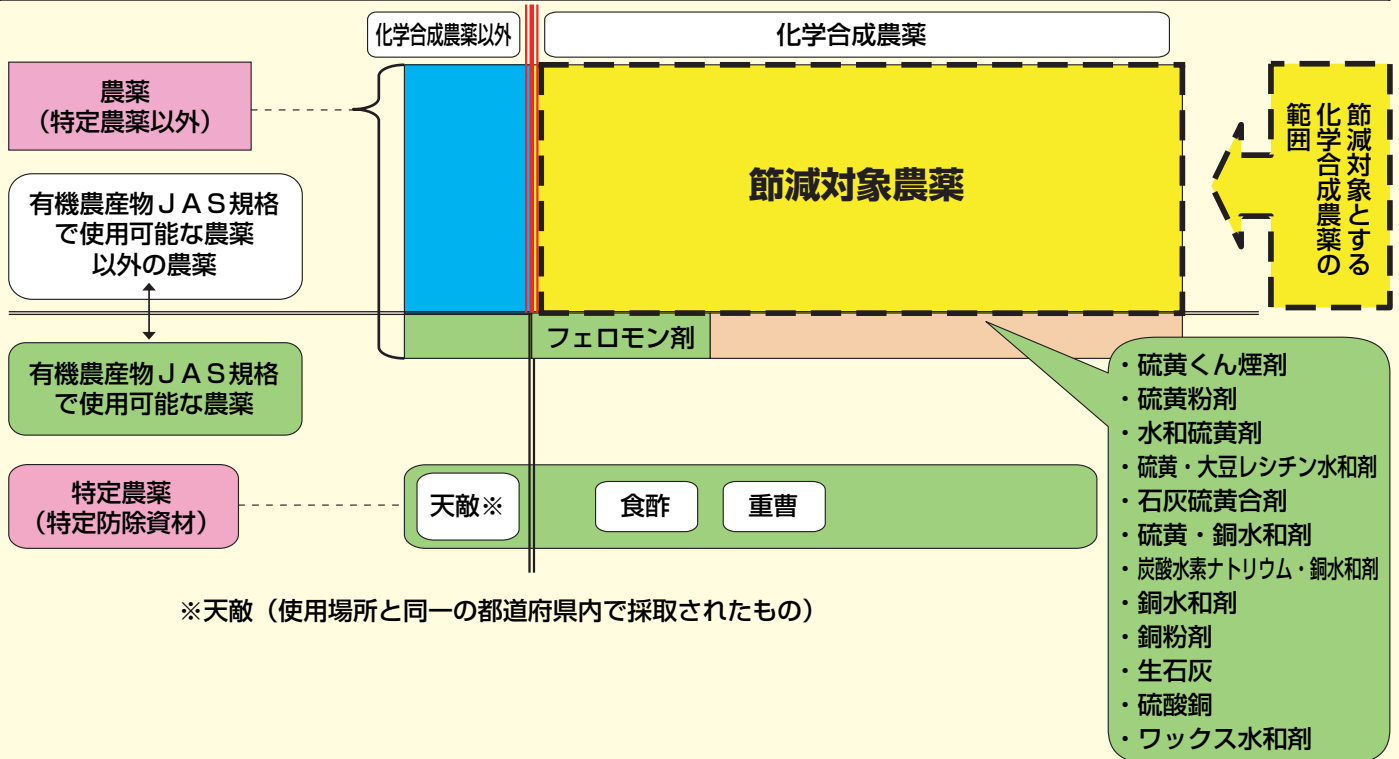 化学合成農薬以外
化学合成農薬
農薬
（特定農薬以外）
節減対象農薬
節減対象とする
化学合成農薬の
範囲
有機農産物ＪＡＳ規格
で使用可能な農薬
以外の農薬
フェロモン剤
有機農産物ＪＡＳ規格
で使用可能な農薬
・硫黄くん煙剤
・硫黄粉剤
・水和硫黄剤
・硫黄・大豆レシチン水和剤
・石灰硫黄合剤
・硫黄・銅水和剤
・炭酸水素ナトリウム・銅水和剤
・銅水和剤
・銅粉剤
・生石灰
・硫酸銅
・ワックス水和剤
特定農薬
（特定防除資材）
天敵※
食酢
重曹
※天敵（使用場所と同一の都道府県内で採取されたもの）